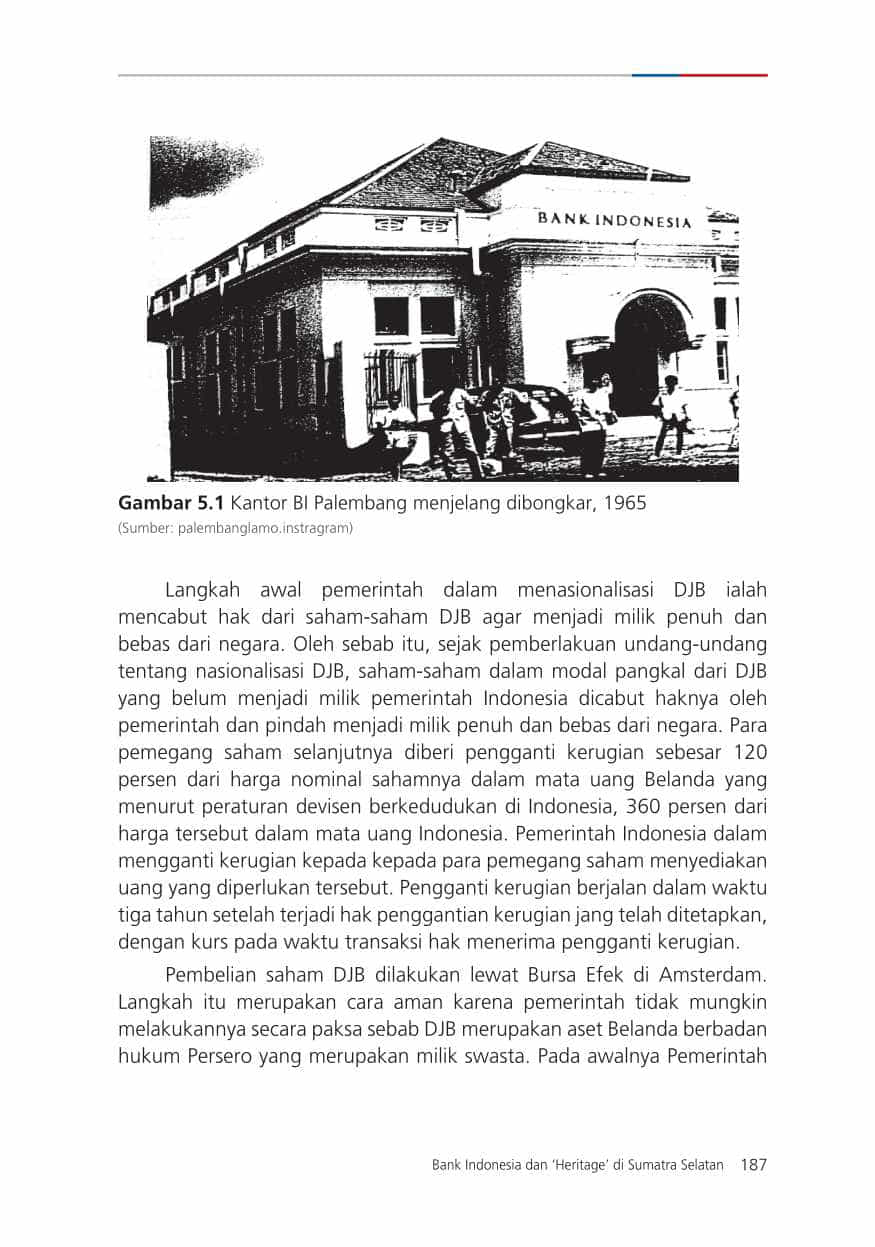 BANK INDONESIA
Gambar 5.1 Kantor BI Palembang menjelang dibongkar, 1965
(Sumber: palembanglamo.instragram)
Langkah awal pemerintah dalam menasionalisasi DJB ialah
mencabut hak dari saham-saham DJB agar menjadi milik penuh dan
bebas dari negara. Oleh sebab itu, sejak pemberlakuan undang-undang
tentang nasionalisasi DJB, saham-saham dalam modal pangkal dari DJB
yang belum menjadi milik pemerintah Indonesia dicabut haknya oleh
pemerintah dan pindah menjadi milik penuh dan bebas dari negara. Para
pemegang saham selanjutnya diberi pengganti kerugian sebesar 120
persen dari harga nominal sahamnya dalam mata uang Belanda yang
menurut peraturan devisen berkedudukan di Indonesia, 360 persen dari
harga tersebut dalam mata uang Indonesia. Pemerintah Indonesia dalam
mengganti kerugian kepada kepada para pemegang saham menyediakan
uang yang diperlukan tersebut. Pengganti kerugian berjalan dalam waktu
tiga tahun setelah terjadi hak penggantian kerugian jang telah ditetapkan,
dengan kurs pada waktu transaksi hak menerima pengganti kerugian.
Pembelian saham DJB dilakukan lewat Bursa Efek di Amsterdam.
Langkah itu merupakan cara aman karena pemerintah tidak mungkin
melakukannya secara paksa sebab DJB merupakan aset Belanda berbadan
hukum Persero yang merupakan milik swasta. Pada awalnya Pemerintah
Bank Indonesia dan ‘Heritage’ di Sumatra Selatan 187